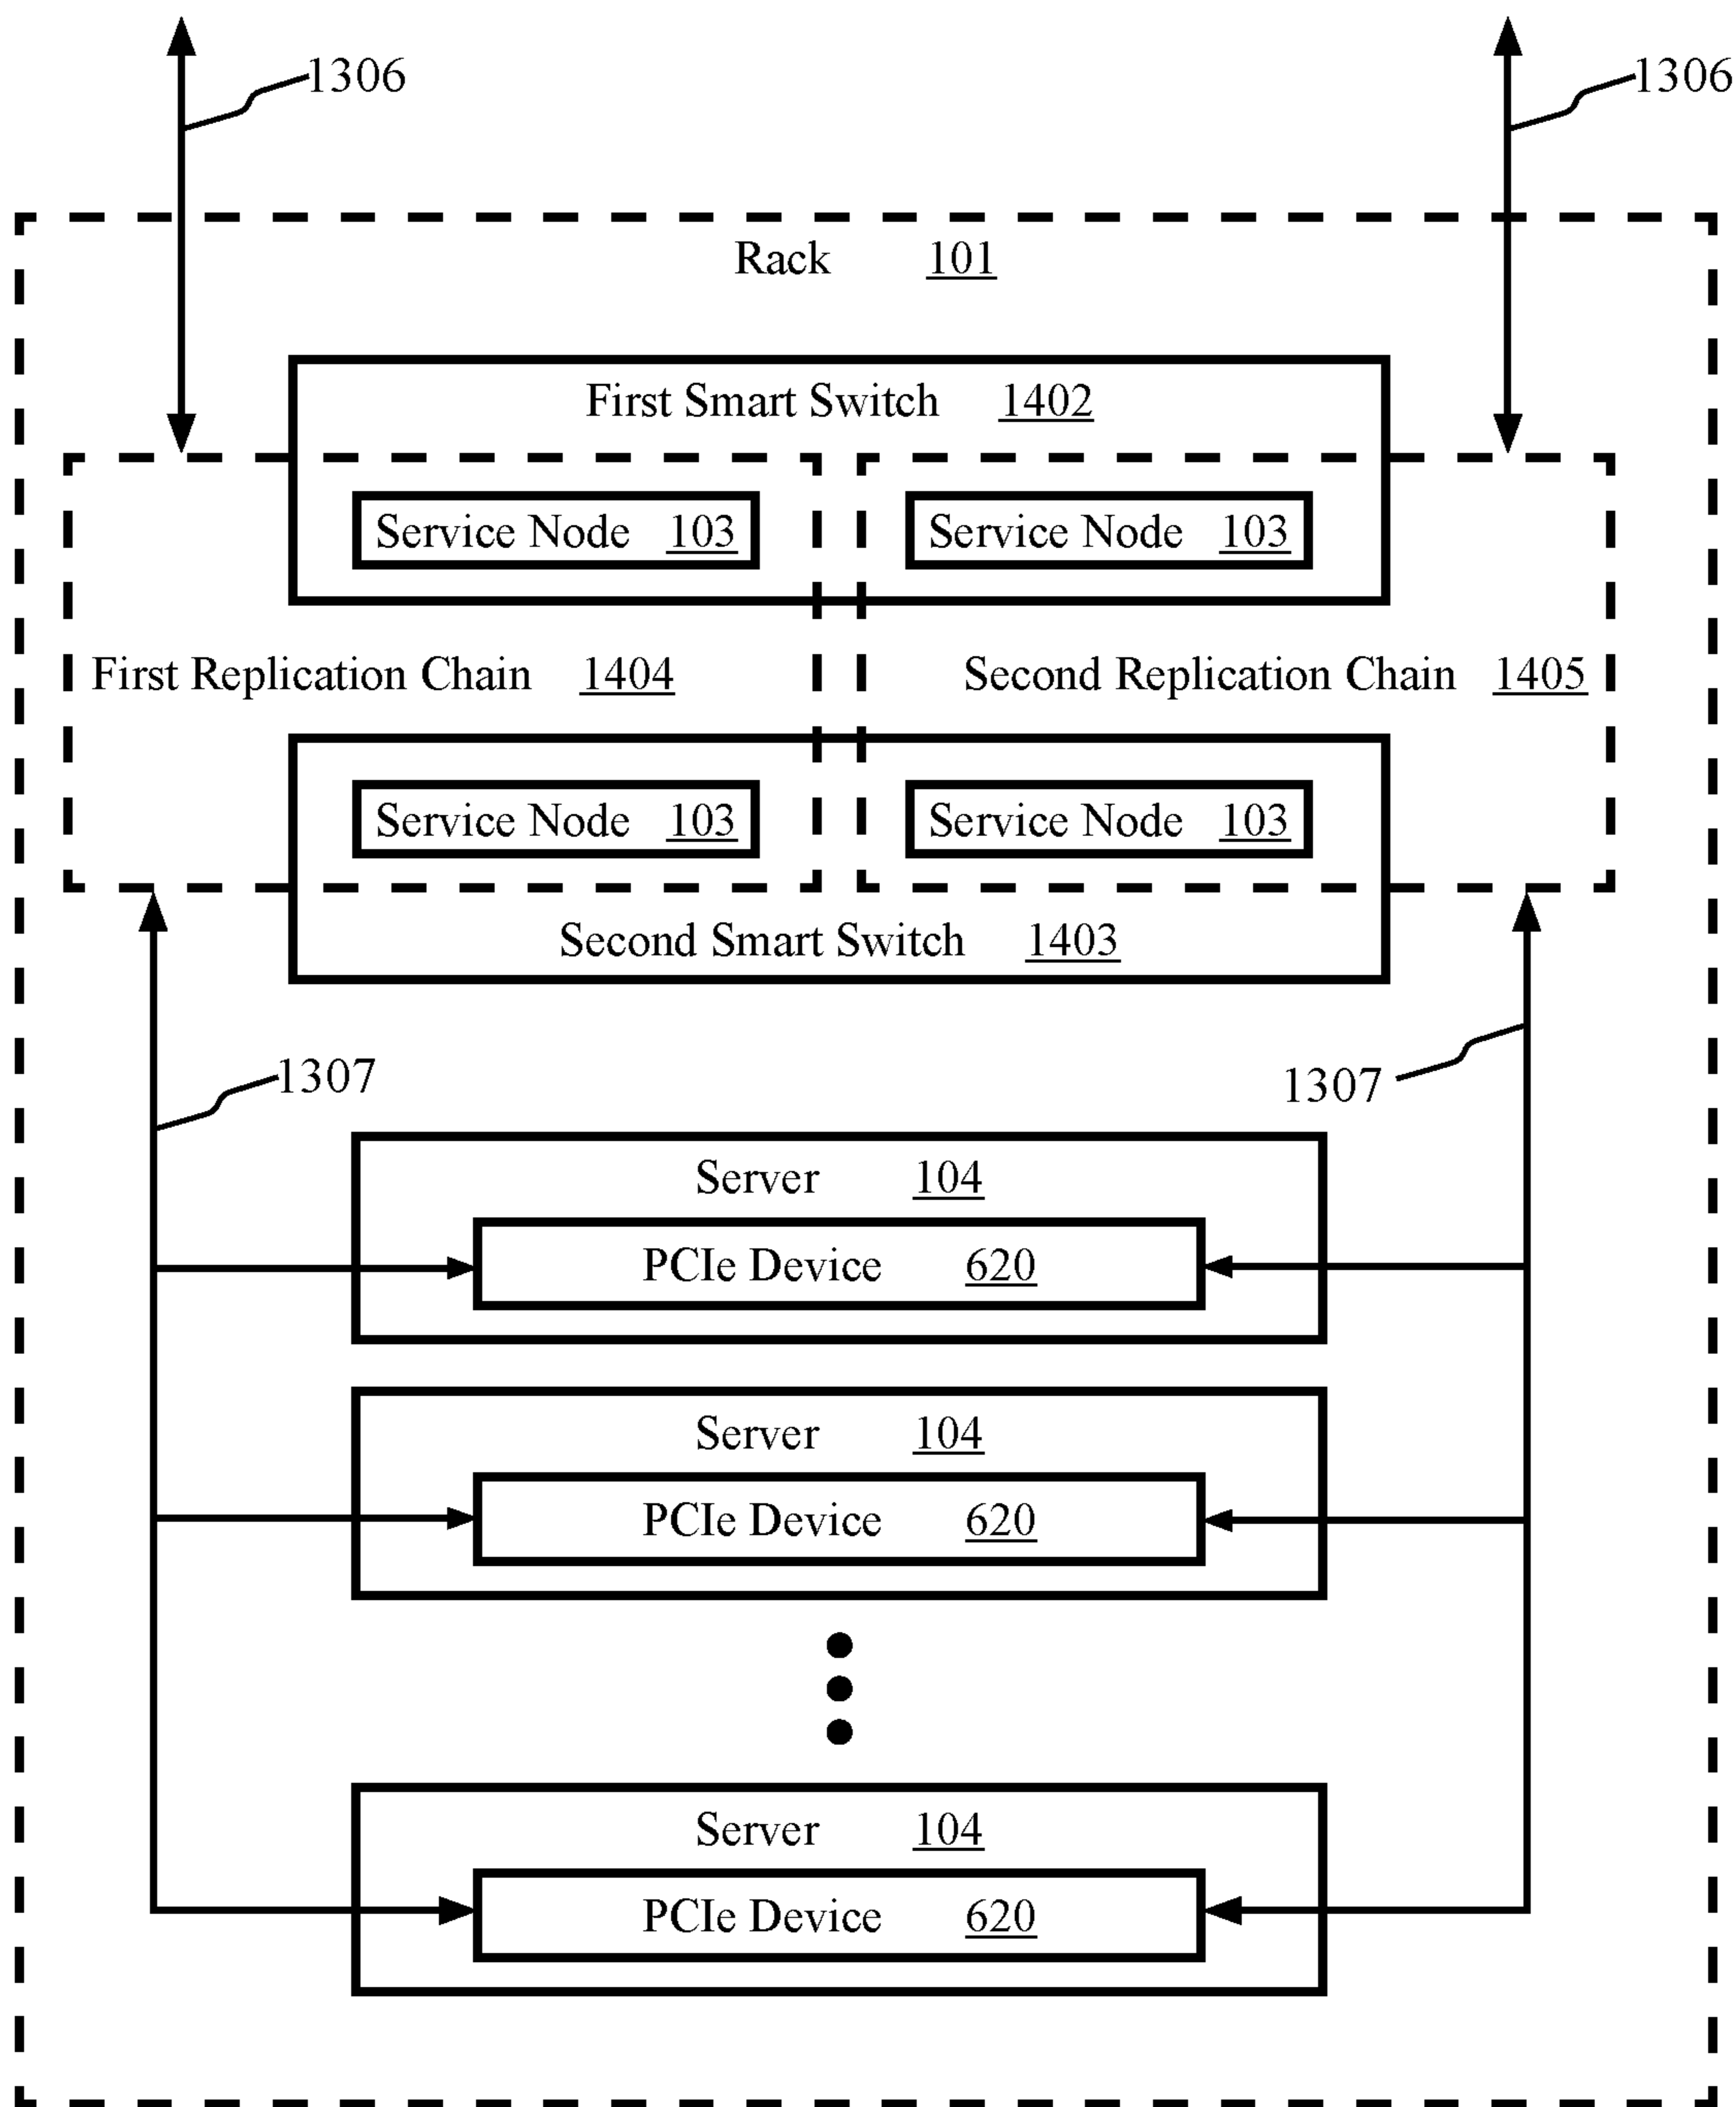 1306 1306
Rack 101
First Smart Switch 1402
Service Node 103 Service Node 103
First Replication Chain 1404 Second Replication Chain 1405
Service Node 103 Service Node 103
Second Smart Switch 1403
1307 1307
Server 104
PCIe Device 620
Server 104
PCIe Device 620
Server 104
PCIe Device 620